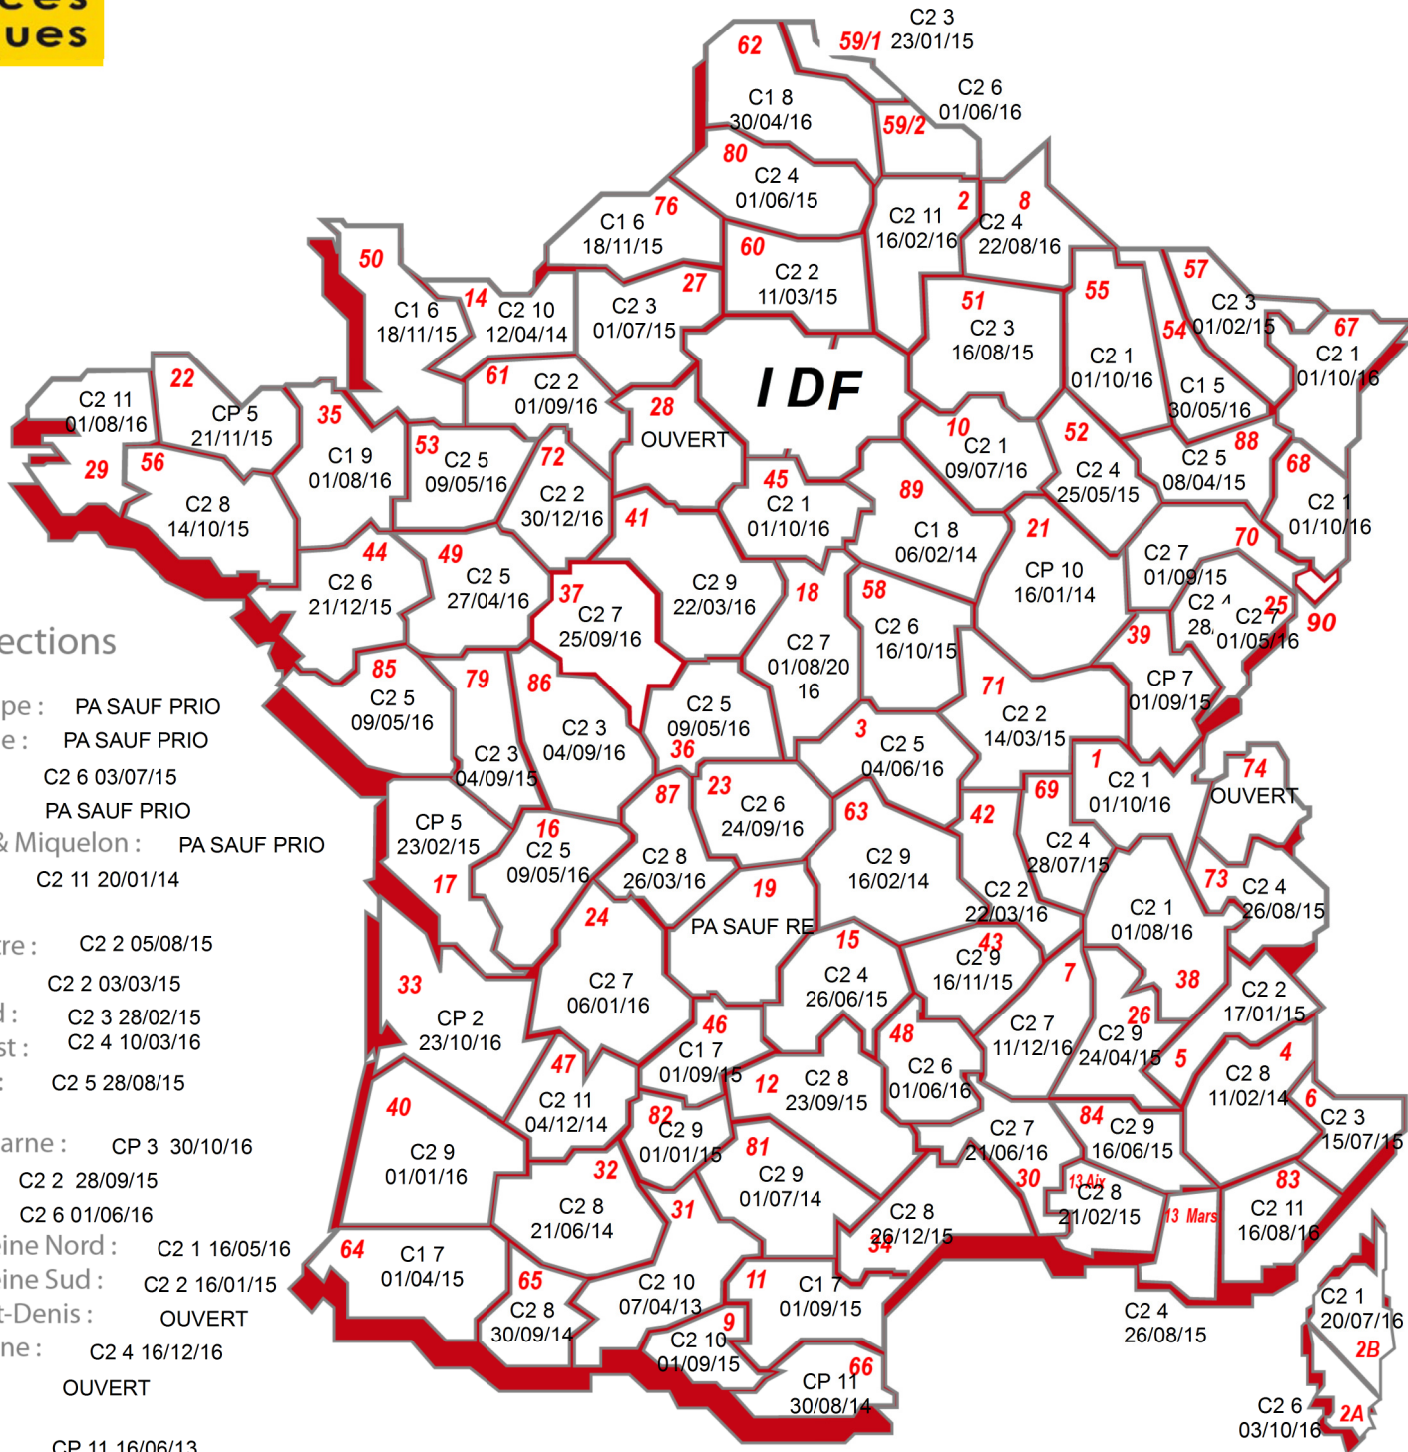 ces
ues
C2 3
59/1 23/01/15
62
C2 6
01/06/16
C1 8
30/04/16
59/2
80
C2 4
01/06/15
2
8
76
C1 6
18/11/15
C2 11
16/02/16
C2 4
22/08/16
60
50
C2 2
11/03/15
57
27
14
55
51
C1 6
18/11/15
C2 10
12/04/14
C2 3
01/07/15
C2 3
16/08/15
C2 3
01/02/15
67
54
C2 1
01/10/16
C2 1
01/10/16
61
22
C2 2
01/09/16
I DF
C1 5
30/05/16
C2 11
01/08/16
CP 5
21/11/15
35
28
OUVERT
10
52
88
53
C2 1
09/07/16
29
56
C1 9
01/08/16
C2 5
09/05/16
72
45
C2 5
08/04/15
68
C2 4
25/05/15
C2 8
14/10/15
C2 2
30/12/16
C2 1
01/10/16
89
C2 1
01/10/16
41
C1 8
06/02/14
21
70
44
49
C2 7
01/09/15
C2 6
21/12/15
C2 5
27/04/16
37
C2 9
22/03/16
18
58
CP 10
16/01/14
C2 7
25/09/16
C2 4
28/
25
C2 7
01/05/16
90
C2 6
16/10/15
39
ections
C2 7
01/08/20
16
85
79
86
71
CP 7
01/09/15
pe : PA SAUF PRIO
C2 5
09/05/16
C2 5
09/05/16
C2 2
14/03/15
e : PA SAUF PRIO
C2 3
04/09/16
36
3
C2 5
04/06/16
C2 3
04/09/15
1
74
C2 6 03/07/15
C2 1
01/10/16
OUVERT
87
23
69
PA SAUF PRIO
CP 5
23/02/15
16
C2 6
24/09/16
63
42
& Miquelon : PA SAUF PRIO
C2 5
09/05/16
C2 4
28/07/15
C2 11 20/01/14
17
C2 8
26/03/16
C2 9
16/02/14
73
19
C2 2
22/03/16
C2 4
26/08/15
24
PA SAUF RE
C2 1
01/08/16
tre : C2 2 05/08/15
15
43
C2 2 03/03/15
33
C2 7
06/01/16
C2 4
26/06/15
C2 9
16/11/15
7
38
C2 2
17/01/15
d : C2 3 28/02/15
CP 2
23/10/16
46
48
26
st : C2 4 10/03/16
C2 7
11/12/16
C2 9
24/04/15
5
4
47
C1 7
01/09/15
: C2 5 28/08/15
12
C2 8
23/09/15
C2 6
01/06/16
C2 8
11/02/14
40
C2 11
04/12/14
82
84
6
C2 3
15/07/15
arne : CP 3 30/10/16
C2 9
01/01/16
C2 9
01/01/15
81
C2 7
21/06/16
C2 9
16/06/15
C2 2 28/09/15
32
C2 9
01/07/14
30
13 Aix
83
C2 6 01/06/16
C2 8
21/06/14
31
C2 8
26/12/15
C2 8
21/02/15
13 Mars
C2 11
16/08/16
eine Nord : C2 1 16/05/16
64
C1 7
01/04/15
34
eine Sud : C2 2 16/01/15
65
C2 10
07/04/13
11
C1 7
01/09/15
C2 1
20/07/16
t-Denis : OUVERT
C2 8
30/09/14
9
C2 4
26/08/15
ne : C2 4 16/12/16
C2 10
01/09/15
2B
OUVERT
66
CP 11
30/08/14
C2 6
03/10/16
2A
CP 11 16/06/13